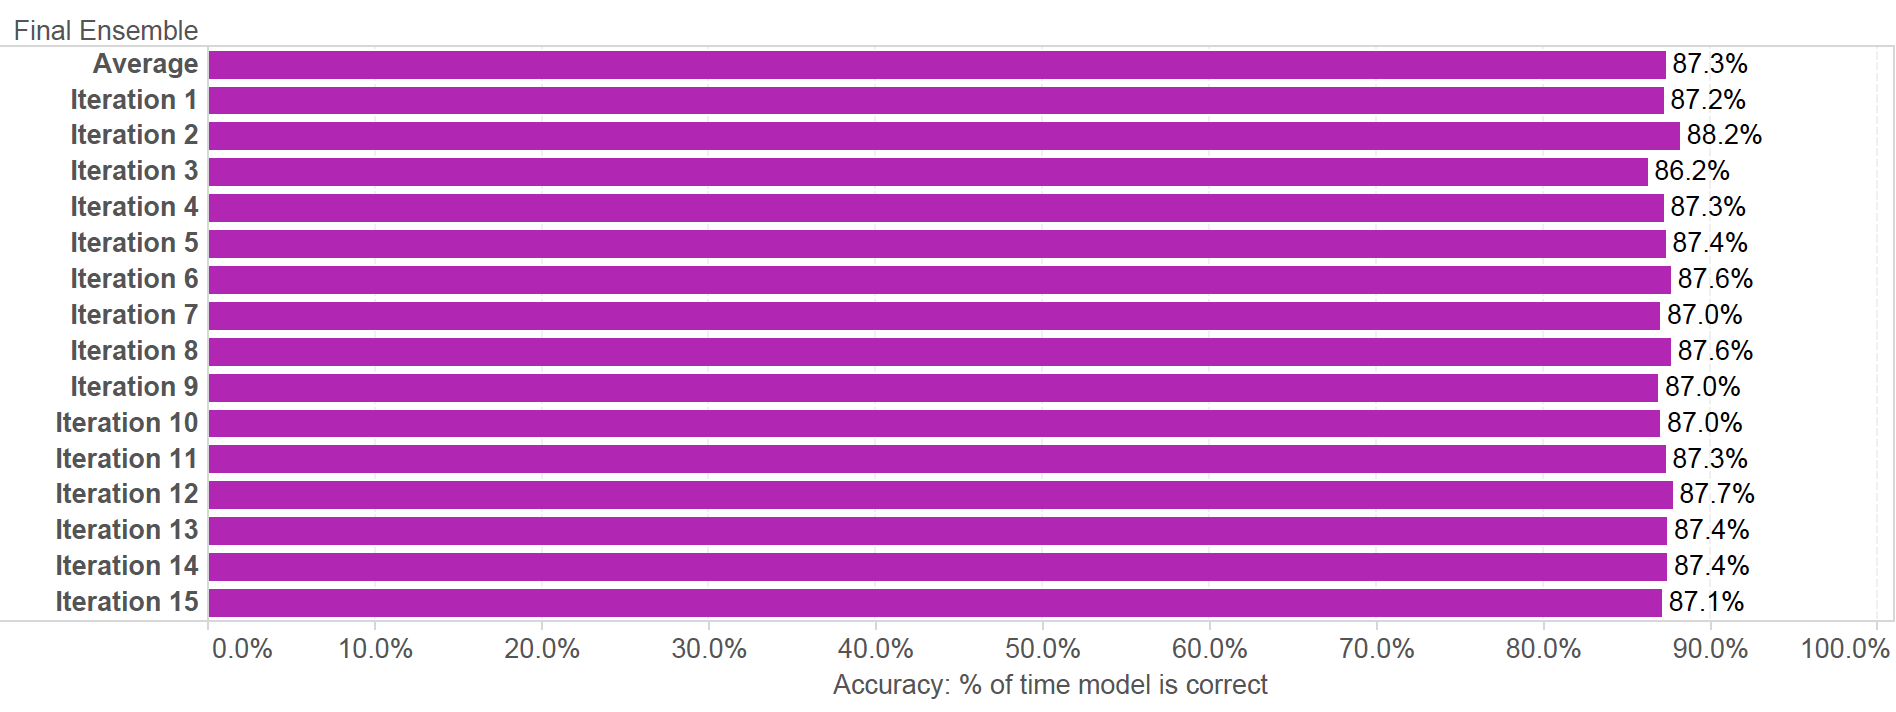 Final Ensemble
Average 87.3%
Iteration 1 87.2%
Iteration 2 88.2%
Iteration 3 86.2%
Iteration 4 87.3%
Iteration 5 87.4%
Iteration 6 87.6%
Iteration 7 87.0%
Iteration 8 87.6%
Iteration 9 87.0%
Iteration 10 87.0%
Iteration 11 87.3%
Iteration 12 87.7%
Iteration 13 87.4%
Iteration 14 87.4%
Iteration 15 87.1%
0.0% 10.0% 20.0% 30.0% 40.0% 50.0% 60.0% 70.0% 80.0% 90.0% 100.0%
Accuracy: % of time model is correct